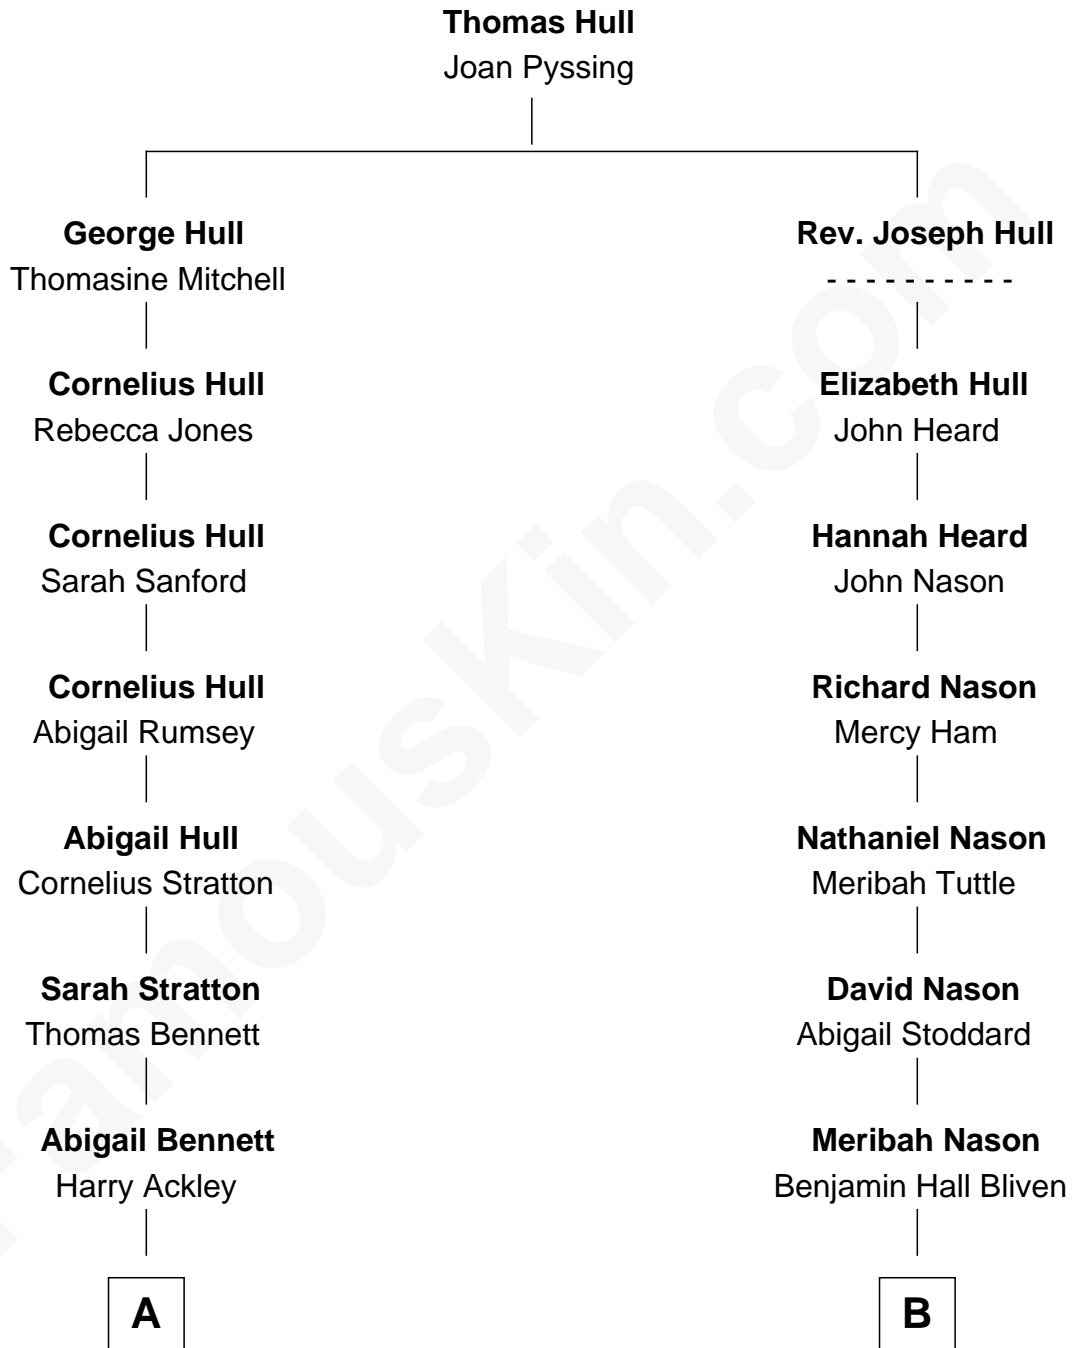 Thomas Hull
Joan Pyssing
George Hull
Thomasine Mitchell
Cornelius Hull
Rebecca Jones
Cornelius Hull
Sarah Sanford
Cornelius Hull
Abigail Rumsey
Abigail Hull
Cornelius Stratton
Sarah Stratton
Thomas Bennett
Abigail Bennett
Harry Ackley
A
Rev. Joseph Hull
- - - - - - - - - -
Elizabeth Hull
John Heard
Hannah Heard
John Nason
Richard Nason
Mercy Ham
Nathaniel Nason
Meribah Tuttle
David Nason
Abigail Stoddard
Meribah Nason
Benjamin Hall Bliven
B
FamousKin.com